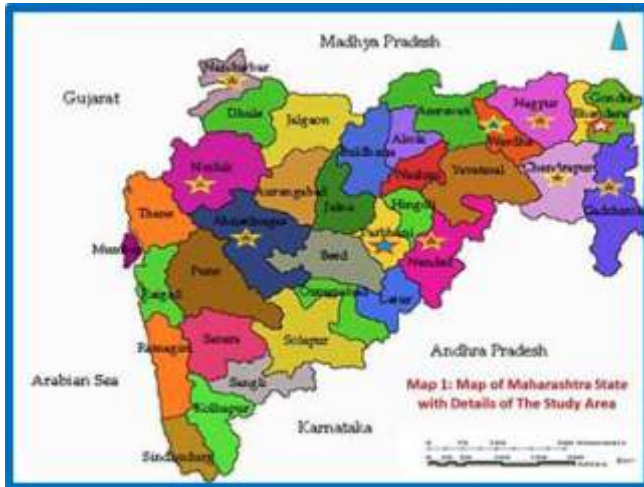 Madhya Pradesh
Gujarat
Nandurbar
Dhule
Jalgaon
Buldhana
Akola
Amravati
Nagpur
Gondia
Bhandara
Wardha
Washim
Yavatmal
Chandrapur
Gadchiroli
Nashik
Aurangabad
Jalna
Hingoli
Parbhani
Nanded
Thane
Ahmednagar
Mumbai
Beed
Pune
Raigad
Osmanabad
Latur
Satara
Solapur
Ratnagiri
Sangli
Kolhapur
Sindhudurg
Andhra Pradesh
Arabian Sea
Karnataka
Map 1: Map of Maharashtra State
with Details of The Study Area